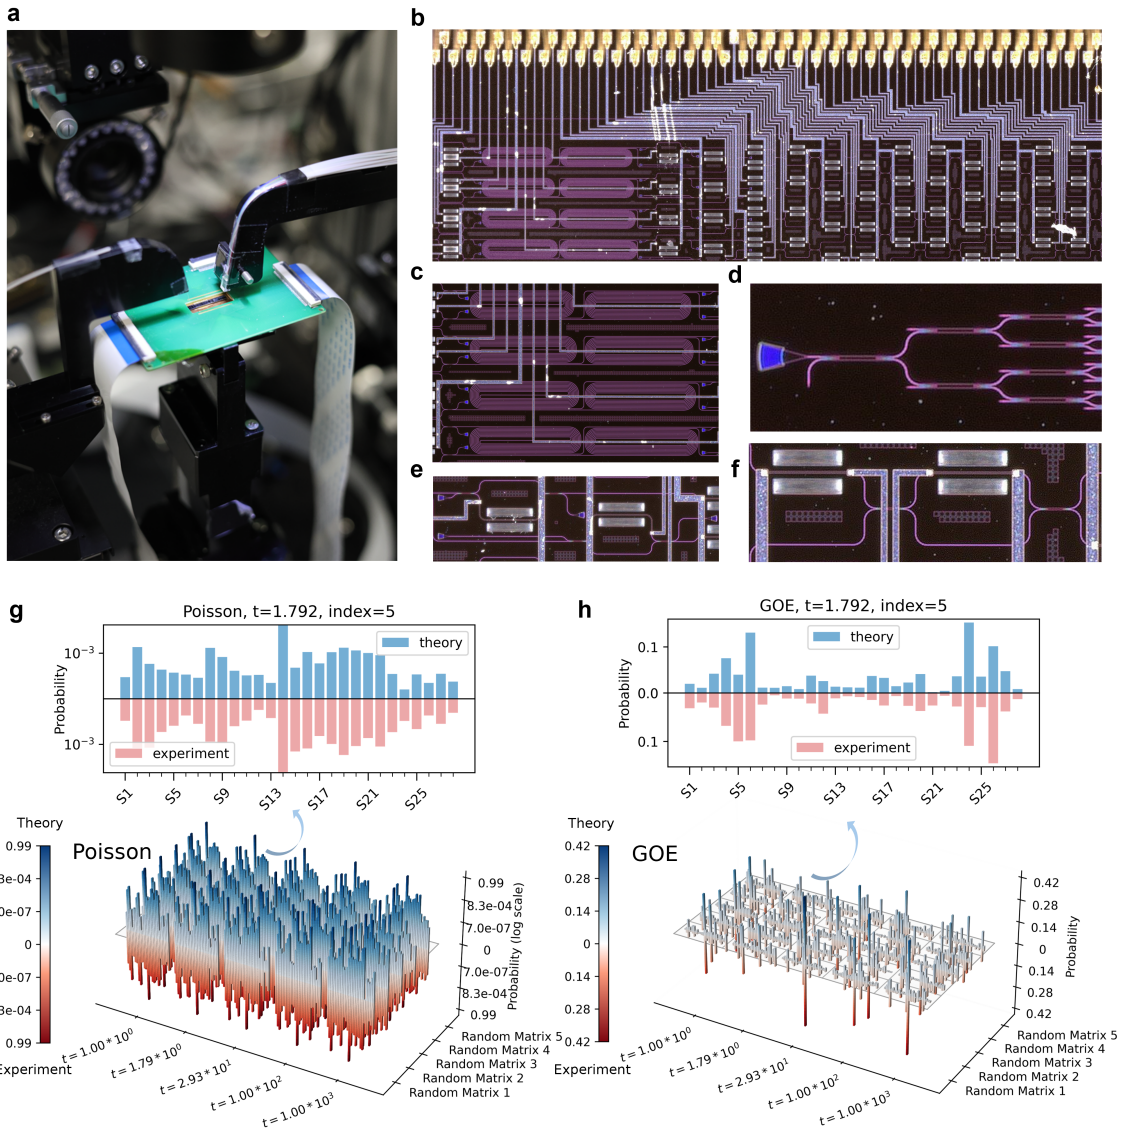 a
b
c
d
e
f
g
h
Poisson, t=1.792, index=5
10⁻³
10⁻³
Probability
theory
experiment
S1
S5
S9
S13
S17
S21
S25
GOE, t=1.792, index=5
0.1
0.0
0.1
Probability
theory
experiment
S1
S5
S9
S13
S17
S21
S25
Theory
0.99
3e-04
0e-07
0
0e-07
3e-04
0.99
Experiment
Poisson
0.99
8.3e-04
7.0e-07
0
7.0e-07
8.3e-04
0.99
Probability (log scale)
Random Matrix 5
Random Matrix 4
Random Matrix 3
Random Matrix 2
Random Matrix 1
t = 1.00 * 10⁰
t = 1.79 * 10⁰
t = 2.93 * 10¹
t = 1.00 * 10²
t = 1.00 * 10³
Theory
0.42
0.28
0.14
0
0.14
0.28
0.42
Experiment
GOE
0.42
0.28
0.14
0
0.14
0.28
0.42
Probability
Random Matrix 5
Random Matrix 4
Random Matrix 3
Random Matrix 2
Random Matrix 1
t = 1.00 * 10⁰
t = 1.79 * 10⁰
t = 2.93 * 10¹
t = 1.00 * 10²
t = 1.00 * 10³